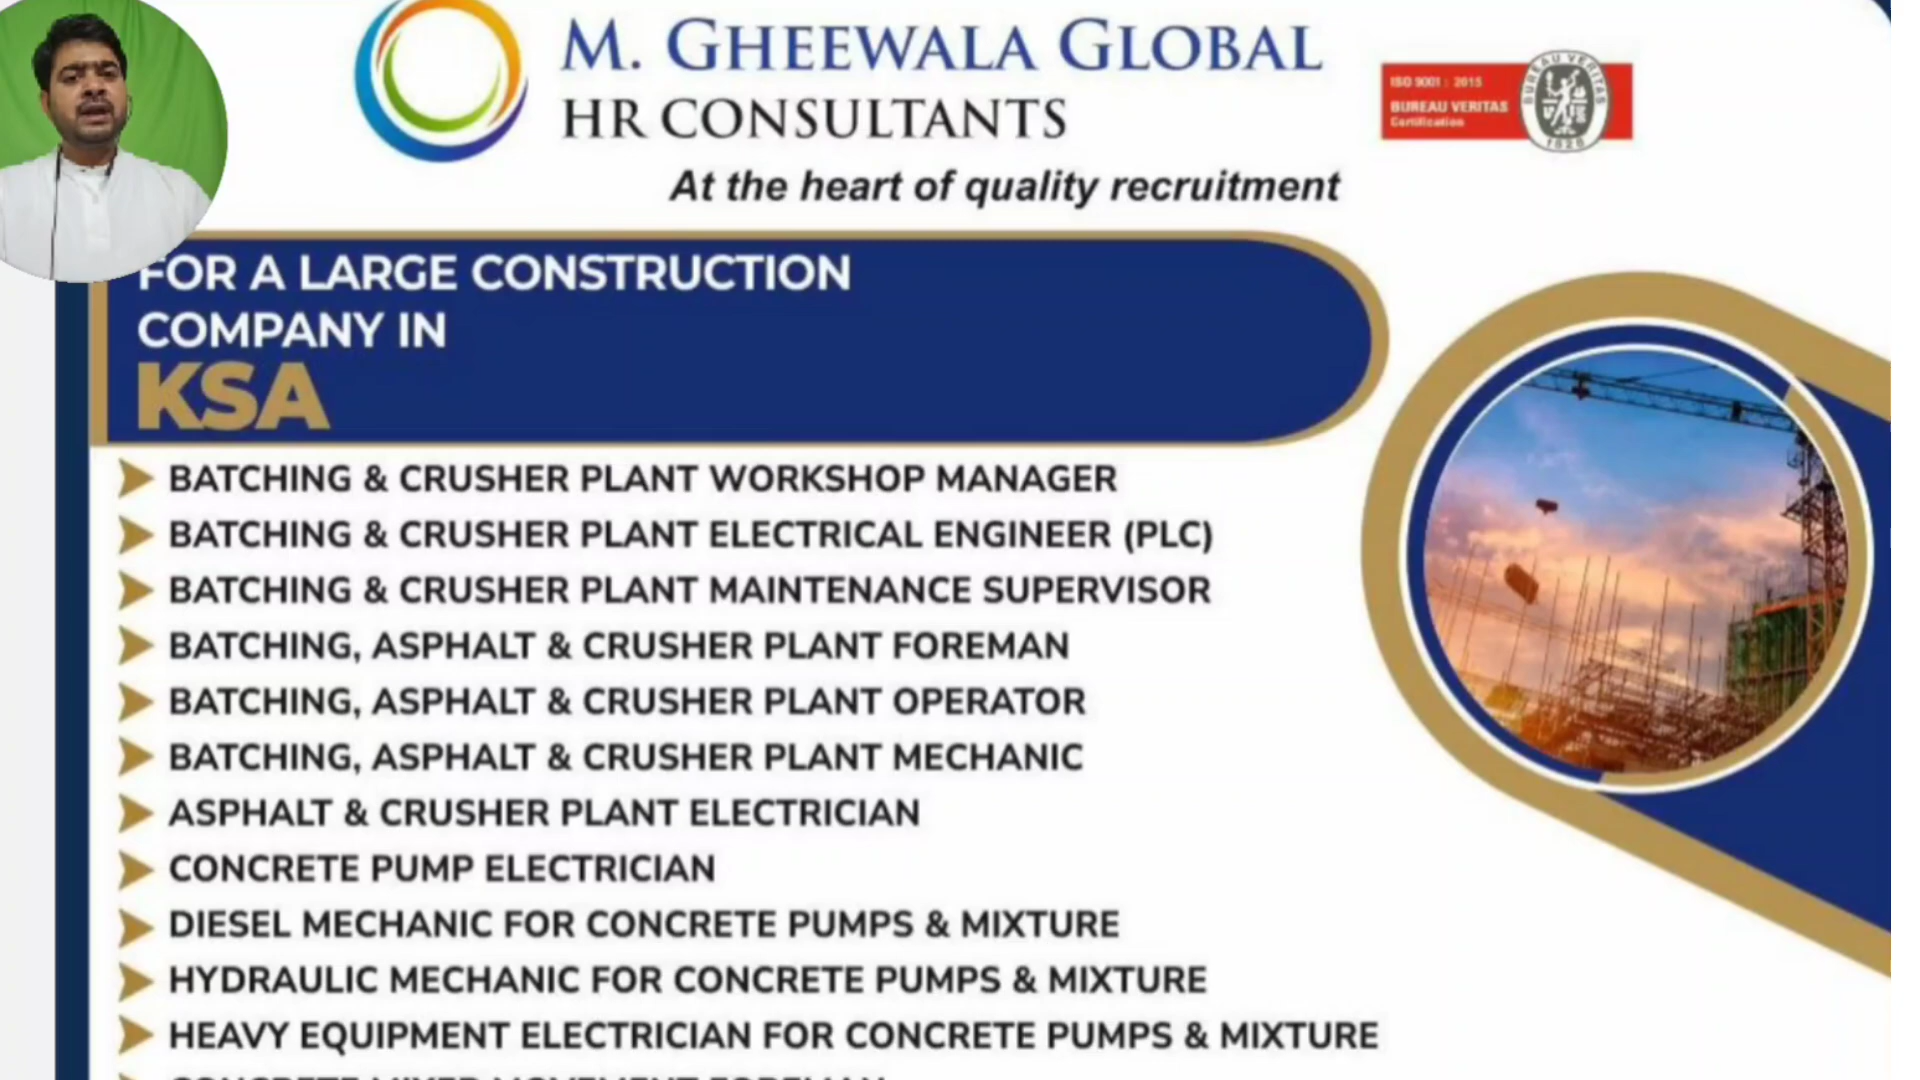 M. GHEEWALA GLOBAL
HR CONSULTANTS
At the heart of quality recruitment
ISO 9001 : 2015
BUREAU VERITAS
Certification
BUREAU VERITAS
1828
FOR A LARGE CONSTRUCTION
COMPANY IN
KSA
BATCHING & CRUSHER PLANT WORKSHOP MANAGER
BATCHING & CRUSHER PLANT ELECTRICAL ENGINEER (PLC)
BATCHING & CRUSHER PLANT MAINTENANCE SUPERVISOR
BATCHING, ASPHALT & CRUSHER PLANT FOREMAN
BATCHING, ASPHALT & CRUSHER PLANT OPERATOR
BATCHING, ASPHALT & CRUSHER PLANT MECHANIC
ASPHALT & CRUSHER PLANT ELECTRICIAN
CONCRETE PUMP ELECTRICIAN
DIESEL MECHANIC FOR CONCRETE PUMPS & MIXTURE
HYDRAULIC MECHANIC FOR CONCRETE PUMPS & MIXTURE
HEAVY EQUIPMENT ELECTRICIAN FOR CONCRETE PUMPS & MIXTURE